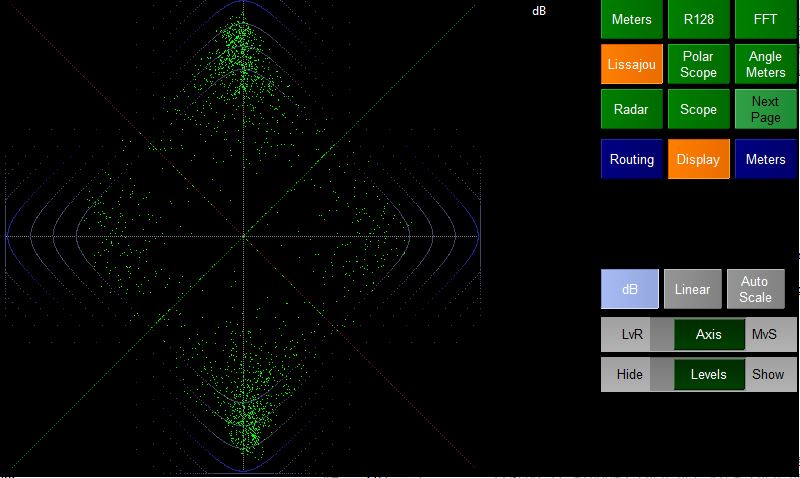 dB
Meters
R128
FFT
Lissajou
Polar
Scope
Angle
Meters
Radar
Scope
Next
Page
Routing
Display
Meters
dB
Linear
Auto
Scale
LvR
Axis
MvS
Hide
Levels
Show